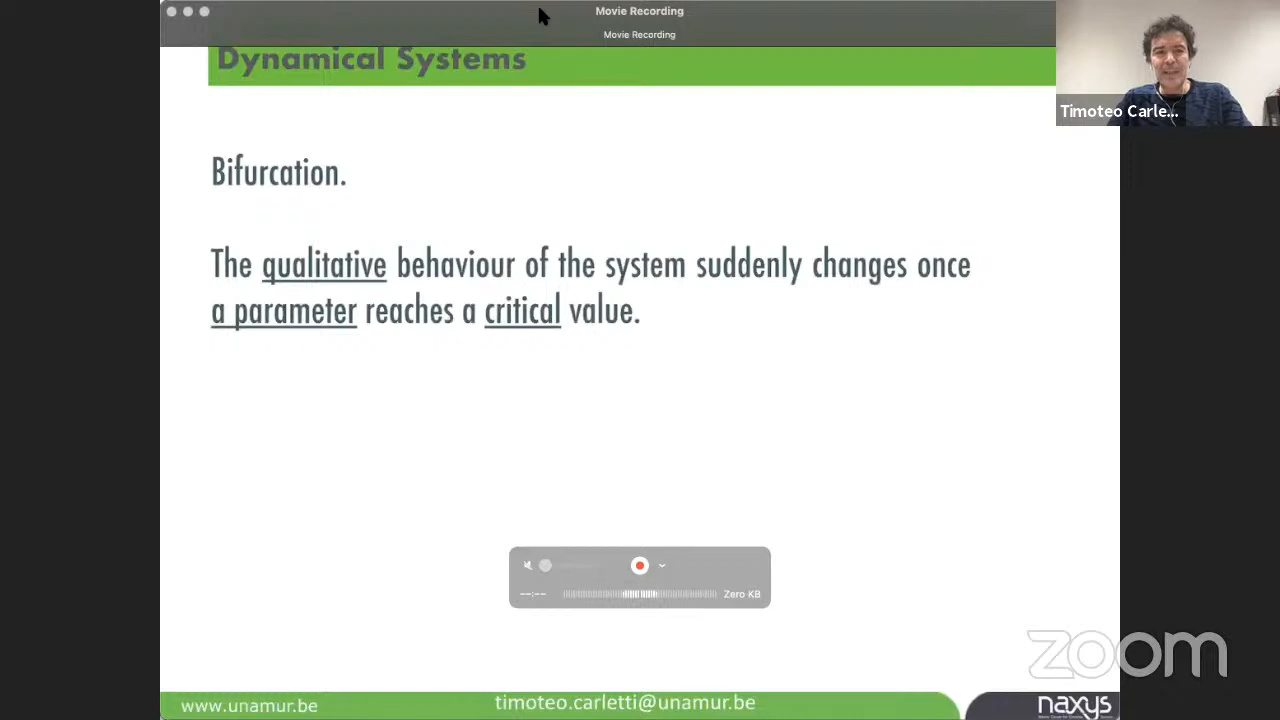 Movie Recording
Movie Recording
Dynamical Systems
Timoteo Carle...
Bifurcation.
The qualitative behaviour of the system suddenly changes once
a parameter reaches a critical value.
--:--
Zero KB
zoom
www.unamur.be
timoteo.carletti@unamur.be
naxys